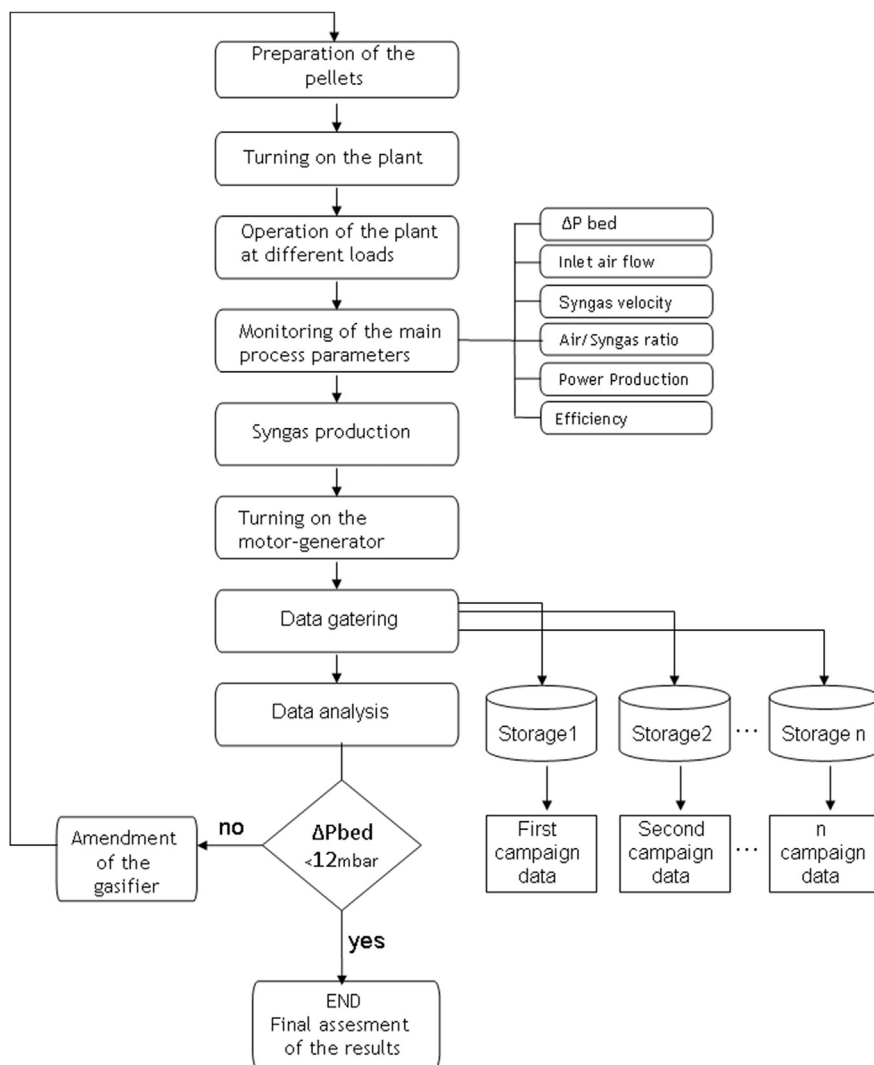 Preparation of the
pellets
Turning on the plant
Operation of the plant
at different loads
Monitoring of the main
process parameters
ΔP bed
Inlet air flow
Syngas velocity
Air/Syngas ratio
Power Production
Efficiency
Syngas production
Turning on the
motor-generator
Data gatering
Data analysis
Storage1
Storage2
...
Storage n
First
campaign
data
Second
campaign
data
...
n
campaign
data
ΔPbed
<12mbar
no
Amendment
of the
gasifier
yes
END
Final assesment
of the results